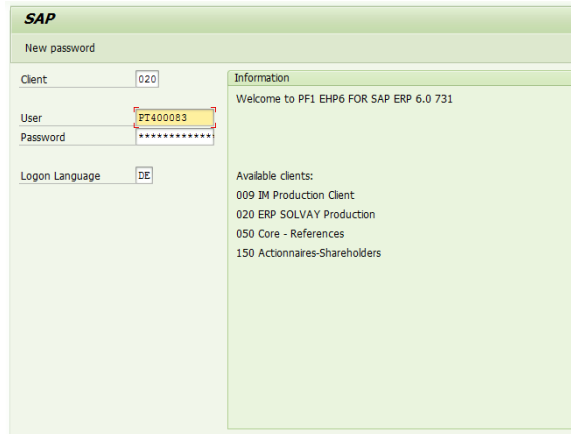 SAP
New password
Client 020
User PT400083
Password ************
Logon Language DE
Information
Welcome to PF1 EHP6 FOR SAP ERP 6.0 731
Available clients:
009 IM Production Client
020 ERP SOLVAY Production
050 Core - References
150 Actionnaires-Shareholders